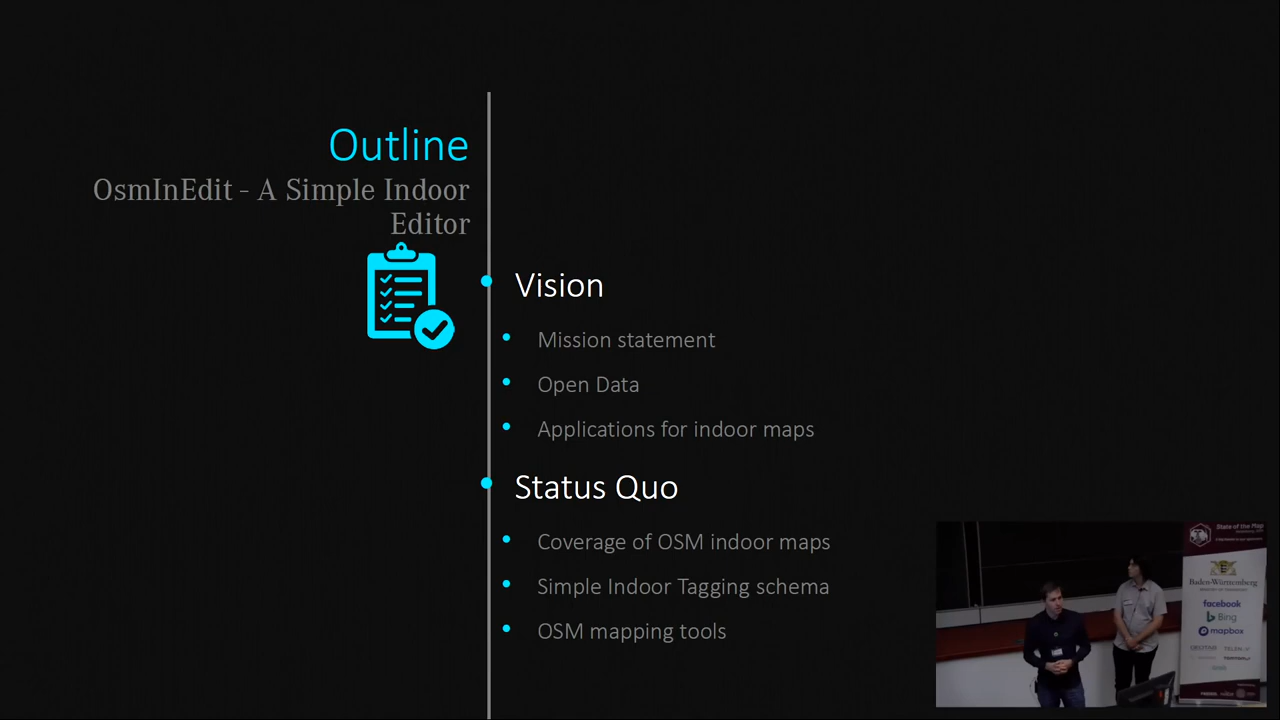 Outline
OsmInEdit - A Simple Indoor
Editor
Vision
Mission statement
Open Data
Applications for indoor maps
Status Quo
Coverage of OSM indoor maps
Simple Indoor Tagging schema
OSM mapping tools
State of the Map
Baden-Württemberg
facebook
Bing
mapbox